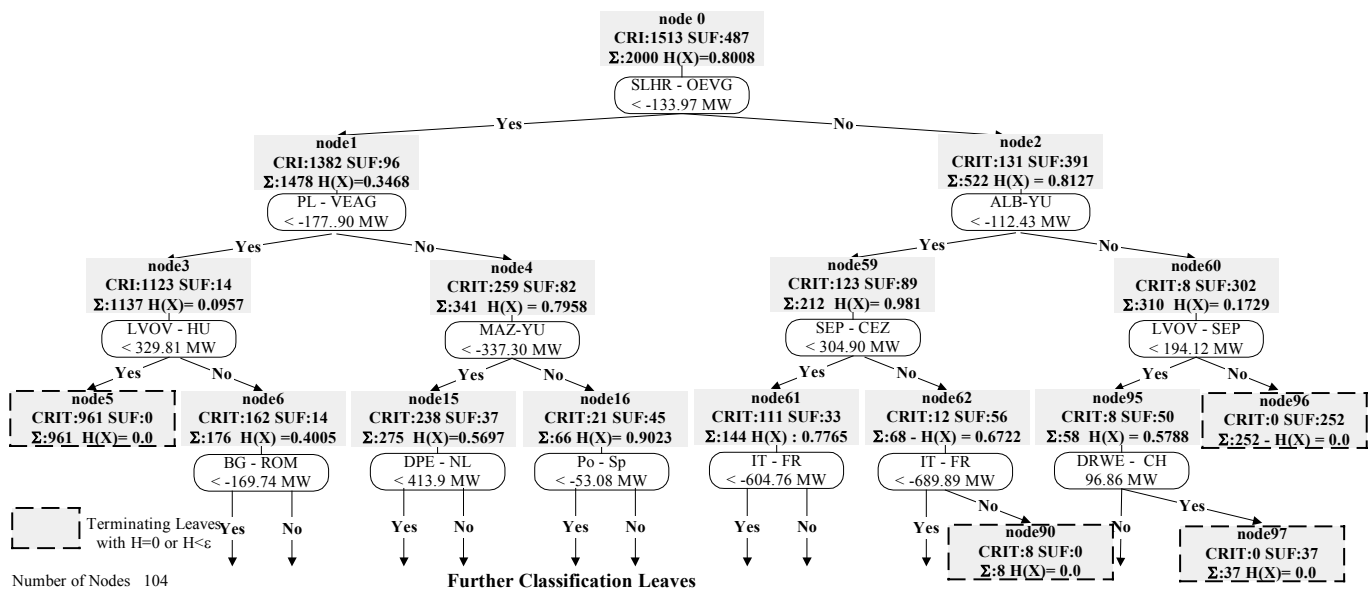 node 0
CRI:1513 SUF:487
Σ:2000 H(X)=0.8008
SLHR - OEVG
< -133.97 MW
Yes
No
node1
CRI:1382 SUF:96
Σ:1478 H(X)=0.3468
PL - VEAG
< -177..90 MW
node2
CRIT:131 SUF:391
Σ:522 H(X) = 0.8127
ALB-YU
< -112.43 MW
Yes
No
Yes
No
node3
CRI:1123 SUF:14
Σ:1137 H(X)= 0.0957
LVOV - HU
< 329.81 MW
node4
CRIT:259 SUF:82
Σ:341 H(X)= 0.7958
MAZ-YU
< -337.30 MW
node59
CRIT:123 SUF:89
Σ:212 H(X)= 0.981
SEP - CEZ
< 304.90 MW
node60
CRIT:8 SUF:302
Σ:310 H(X)= 0.1729
LVOV - SEP
< 194.12 MW
Yes
No
Yes
No
Yes
No
Yes
No
node5
CRIT:961 SUF:0
Σ:961 H(X)= 0.0
node6
CRIT:162 SUF:14
Σ:176 H(X) =0.4005
BG - ROM
< -169.74 MW
node15
CRIT:238 SUF:37
Σ:275 H(X)=0.5697
DPE - NL
< 413.9 MW
node16
CRIT:21 SUF:45
Σ:66 H(X)= 0.9023
Po - Sp
< -53.08 MW
node61
CRIT:111 SUF:33
Σ:144 H(X) : 0.7765
IT - FR
< -604.76 MW
node62
CRIT:12 SUF:56
Σ:68 - H(X)= 0.6722
IT - FR
< -689.89 MW
node95
CRIT:8 SUF:50
Σ:58 H(X)= 0.5788
DRWE - CH
96.86 MW
node96
CRIT:0 SUF:252
Σ:252 - H(X)= 0.0
Terminating Leaves
with H=0 or H<ε
Yes
No
Yes
No
Yes
No
Yes
No
Yes
No
No
Yes
node90
CRIT:8 SUF:0
Σ:8 H(X)= 0.0
node97
CRIT:0 SUF:37
Σ:37 H(X)= 0.0
Number of Nodes 104
Further Classification Leaves